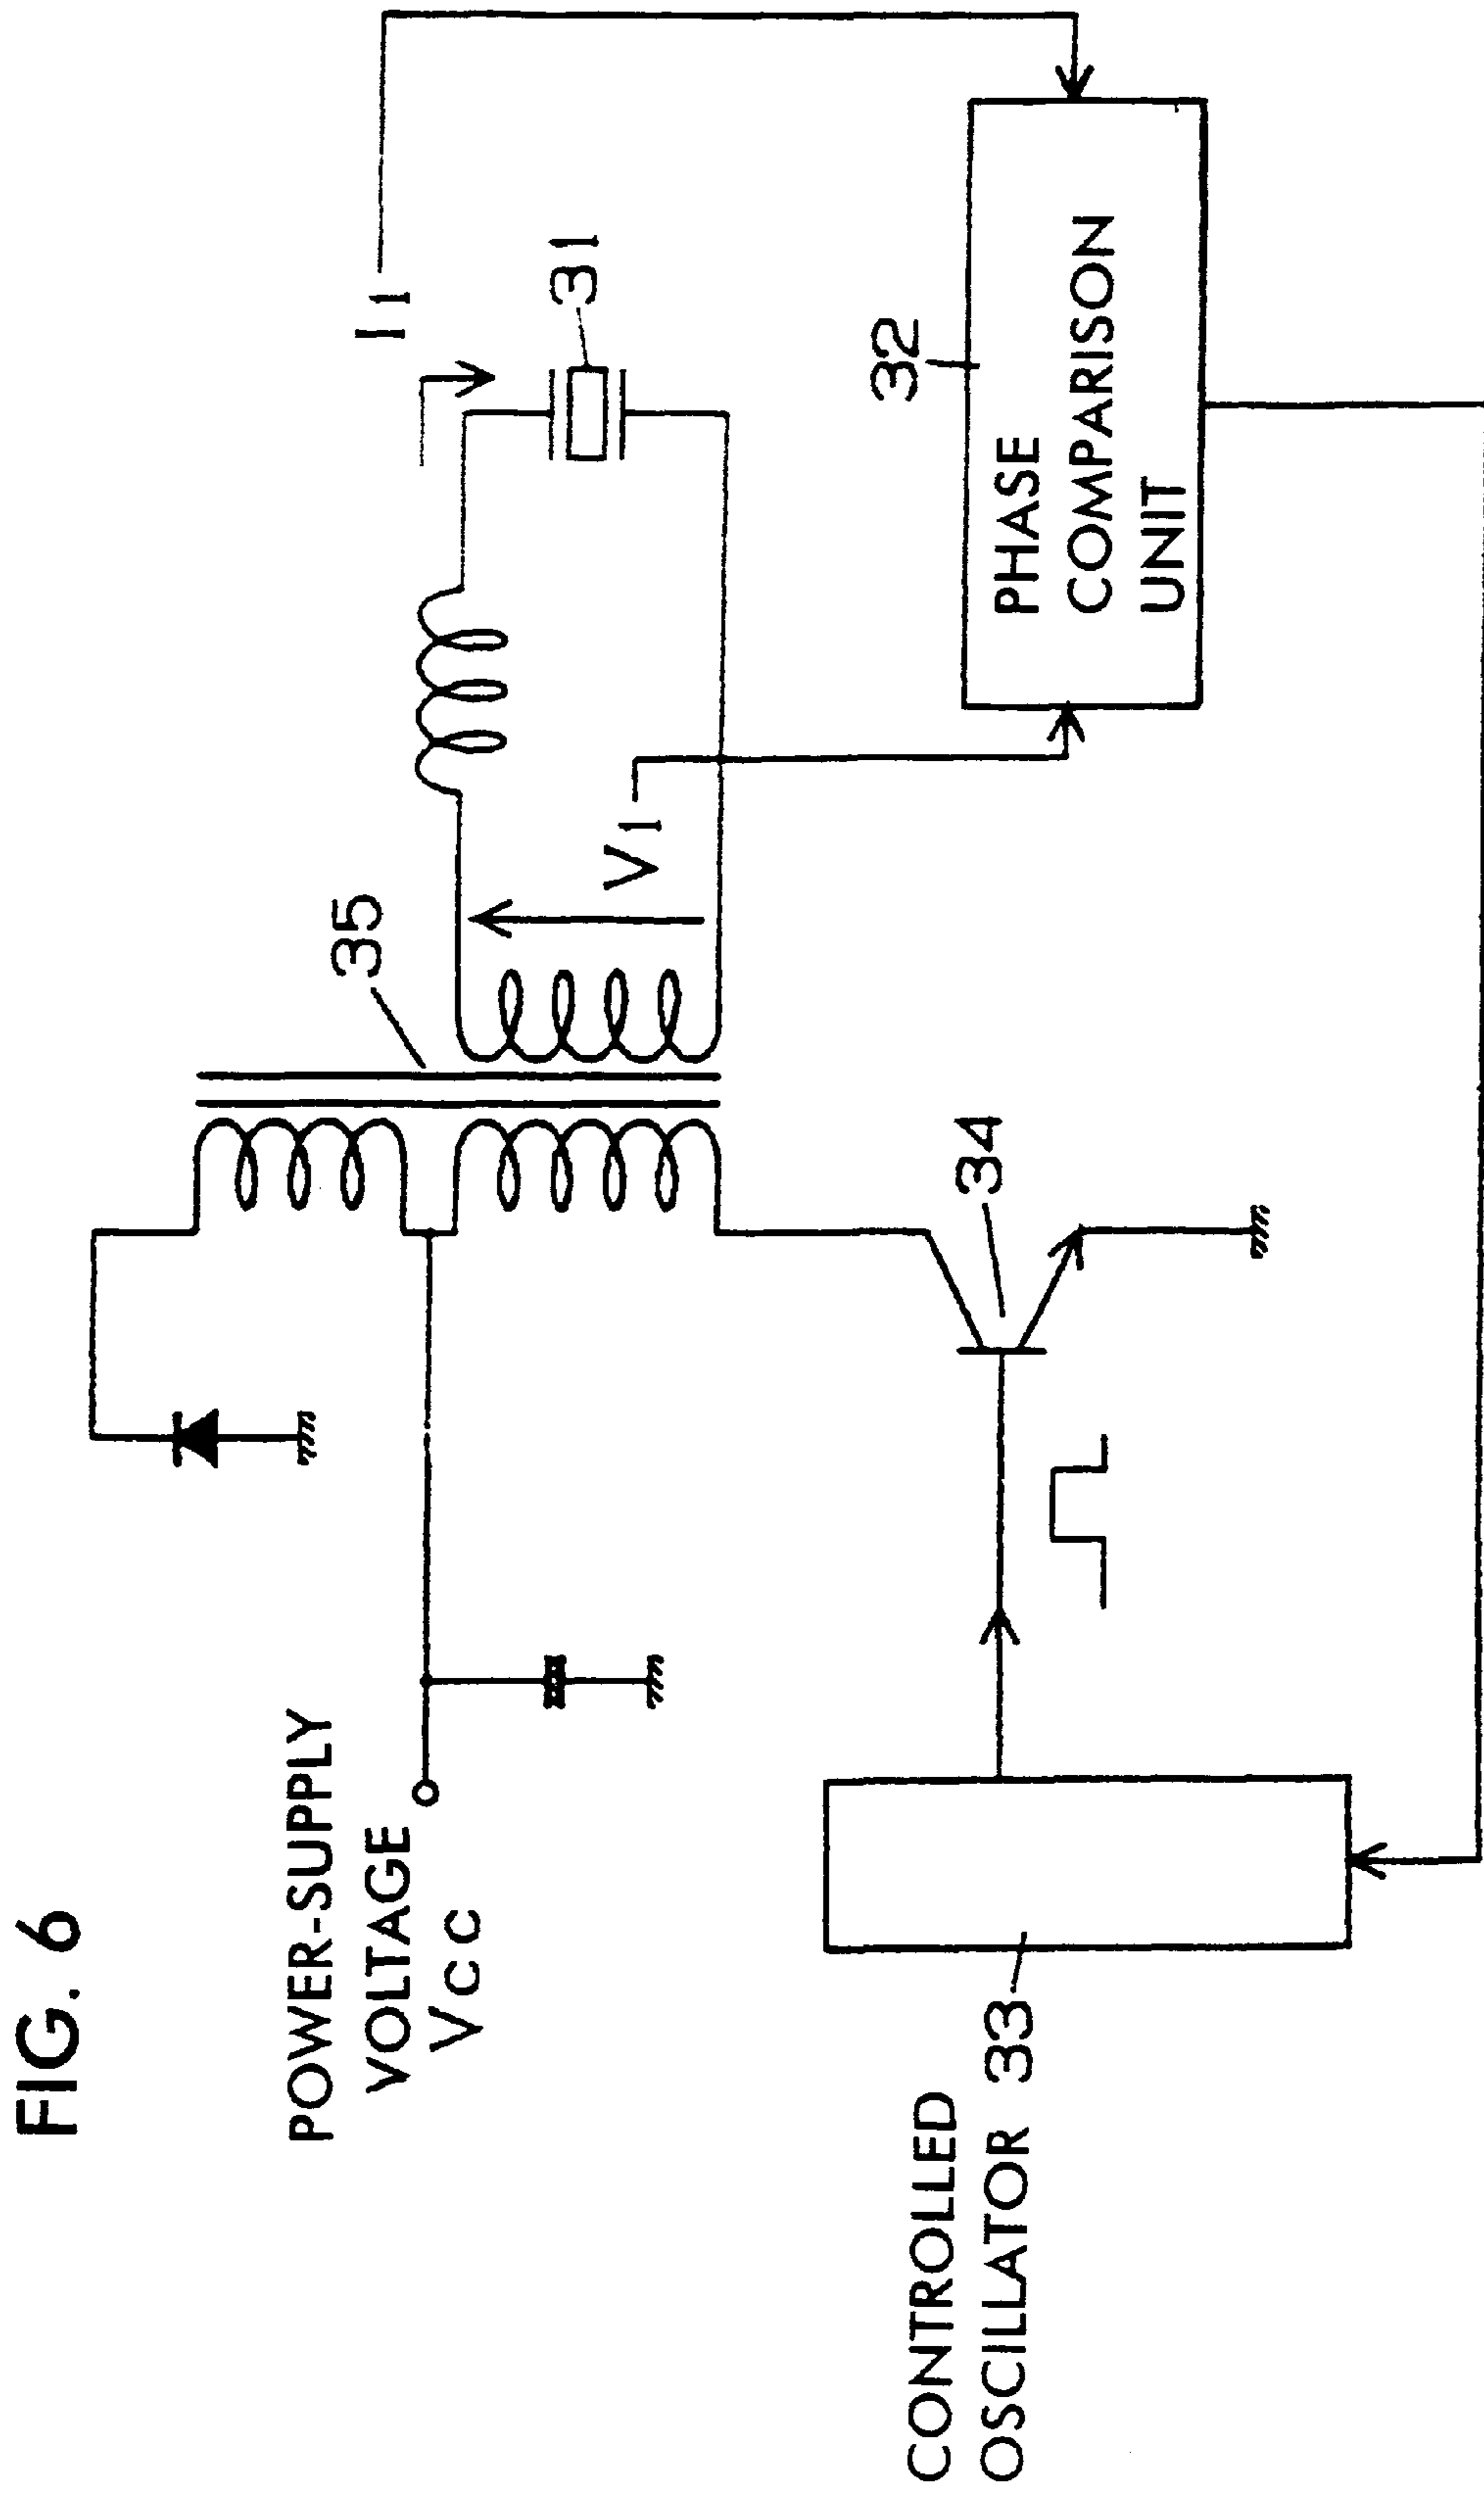 FIG. 6
POWER-SUPPLY
VOLTAGE
Vcc
35
I1
31
V1
34
32
PHASE
COMPARISON
UNIT
CONTROLLED
OSCILLATOR 33